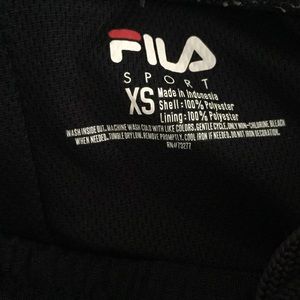 FILA
SPORT
XS Made in Indonesia
Shell: 100% Polyester
Lining: 100% Polyester
WASH INSIDE OUT. MACHINE WASH COLD WITH LIKE COLORS. GENTLE CYCLE. ONLY NON-CHLORINE BLEACH
WHEN NEEDED. TUMBLE DRY LOW. REMOVE PROMPTLY. COOL IRON IF NEEDED. DO NOT IRON DECORATION.
RN#73277